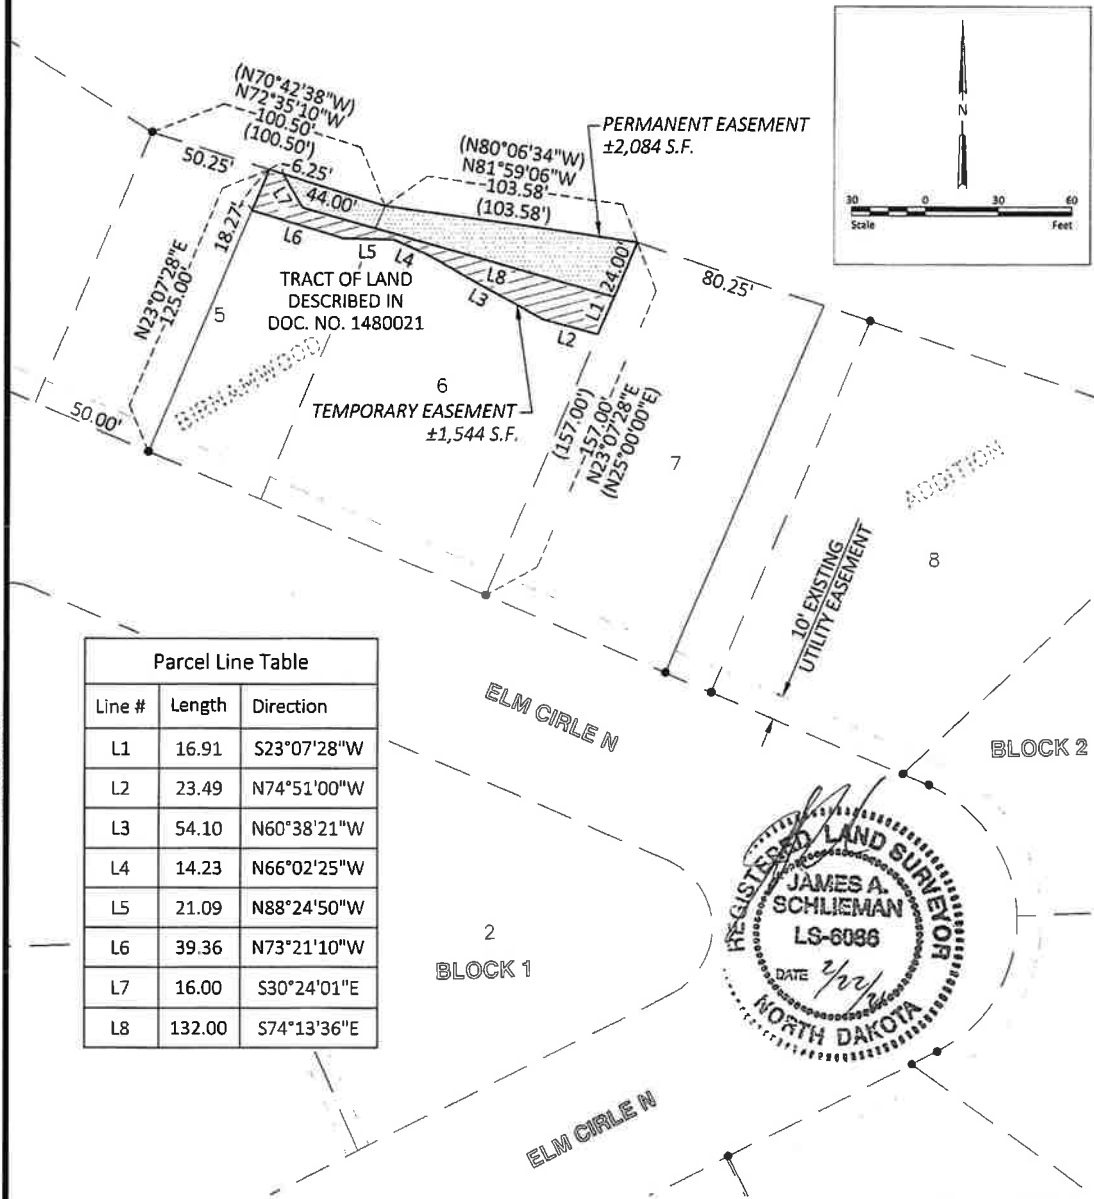 (N70°42'38"W)
N72°35'10"W
100.50'
(100.50')
50.25'
6.25'
44.00'
(N80°06'34"W)
N81°59'06"W
103.58'
(103.58')
PERMANENT EASEMENT
±2,084 S.F.
N
30 0 30 60
Scale Feet
L7
18.27'
L6
L5
L4
L8
L3
24.00'
L1
L2
80.25'
N23°07'28"E
125.00'
TRACT OF LAND
DESCRIBED IN
DOC. NO. 1480021
5
BIRNAMWOOD
50.00'
6
TEMPORARY EASEMENT
±1,544 S.F.
(157.00')
157.00'
N23°07'28"E
(N25°00'00"E)
7
ADDITION
8
10' EXISTING
UTILITY EASEMENT
Parcel Line Table
Line # Length Direction
L1 16.91 S23°07'28"W
L2 23.49 N74°51'00"W
L3 54.10 N60°38'21"W
L4 14.23 N66°02'25"W
L5 21.09 N88°24'50"W
L6 39.36 N73°21'10"W
L7 16.00 S30°24'01"E
L8 132.00 S74°13'36"E
ELM CIRLE N
BLOCK 2
2
BLOCK 1
REGISTERED LAND SURVEYOR
JAMES A.
SCHLIEMAN
LS-6086
DATE 2/22/
NORTH DAKOTA
ELM CIRLE N